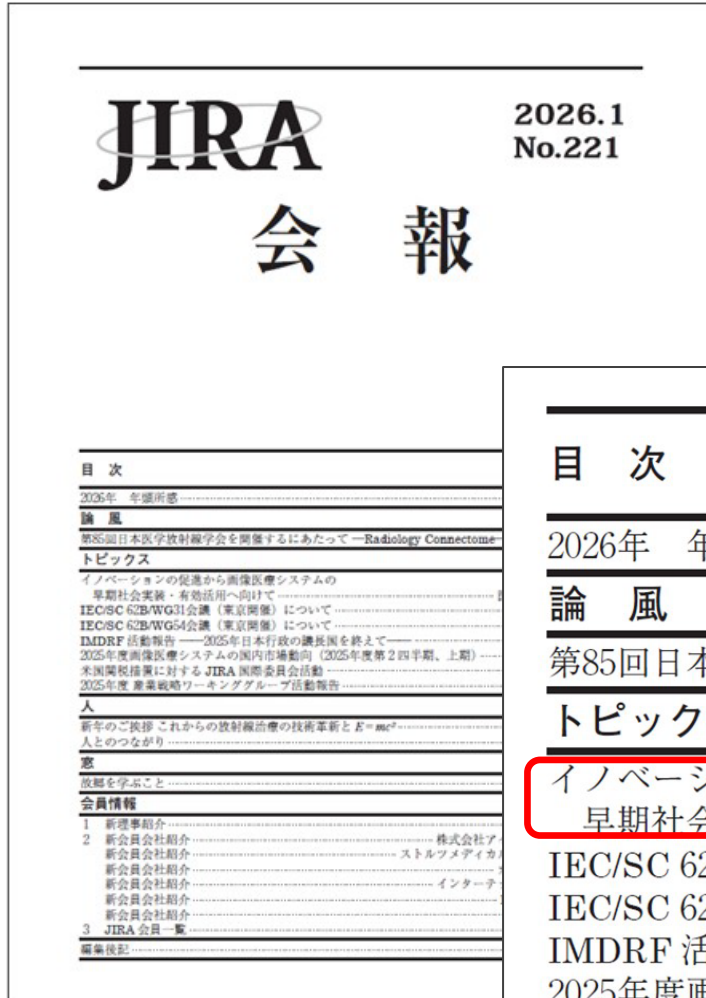 JIRA
2026.1
No.221
会 報
目 次
2026年 年頭所感
論 風
第85回日本医学放射線学会を開催するにあたって ―Radiology Connectome―
トピックス
イノベーションの促進から画像医療システムの
早期社会実装・有効活用へ向けて
IEC/SC 62B/WG31会議（東京開催）について
IEC/SC 62B/WG54会議（東京開催）について
IMDRF 活動報告 ――2025年日本行政の議長国を終えて――
2025年度画像医療システムの国内市場動向（2025年度第2四半期、上期）
米国関税措置に対する JIRA 国際委員会活動
2025年度 産業戦略ワーキンググループ活動報告
人
新年のご挨拶 これからの放射線治療の技術革新と E=mc²
人とのつながり
窓
故郷を学ぶこと
会員情報
1 新理事紹介
2 新会員会社紹介 株式会社ア
新会員会社紹介 ストルツメディカル
新会員会社紹介
新会員会社紹介 インターテ
新会員会社紹介
新会員会社紹介
3 JIRA 会員一覧
編集後記
目 次
2026年
論 風
第85回日本
トピック
イノベーシ
早期社会
IEC/SC 62
IEC/SC 62
IMDRF 活
2025年度画